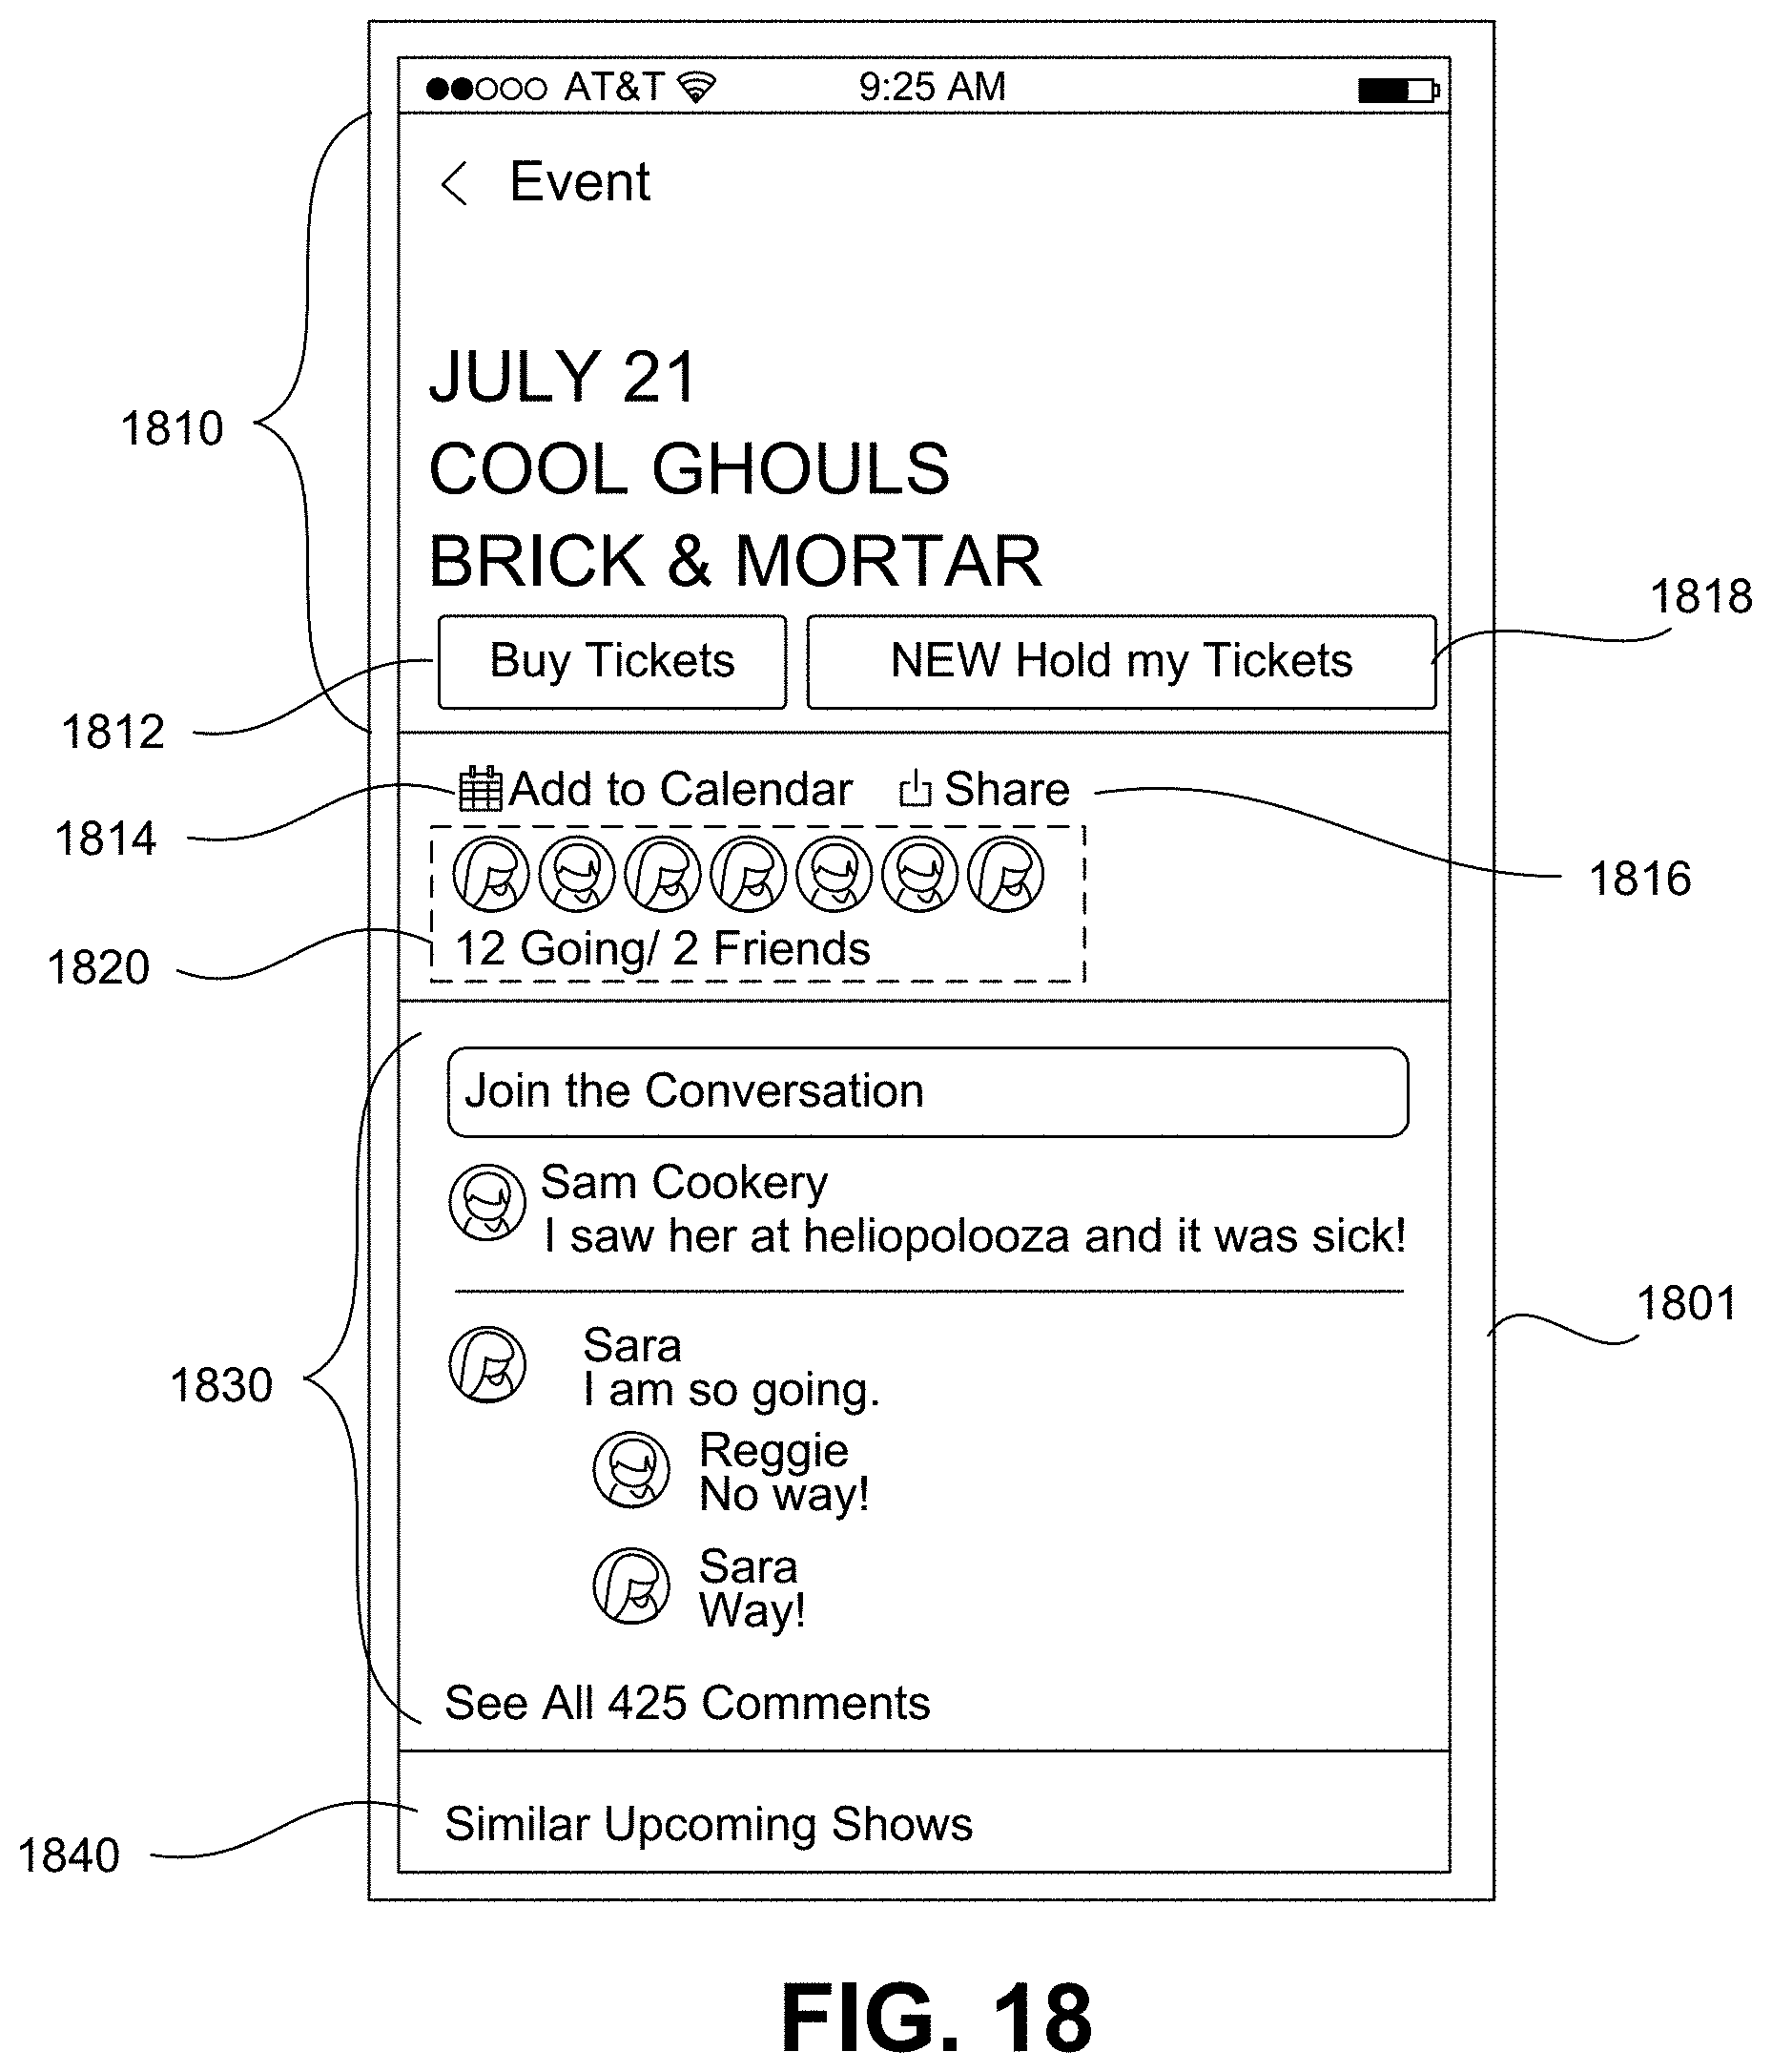 AT&T 9:25 AM
Event
JULY 21
1810
COOL GHOULS
BRICK & MORTAR
1818
Buy Tickets NEW Hold my Tickets
1812
Add to Calendar Share
1814
1816
12 Going/ 2 Friends
1820
Join the Conversation
Sam Cookery
I saw her at heliopolooza and it was sick!
1801
Sara
1830
I am so going.
Reggie
No way!
Sara
Way!
See All 425 Comments
Similar Upcoming Shows
1840
FIG. 18